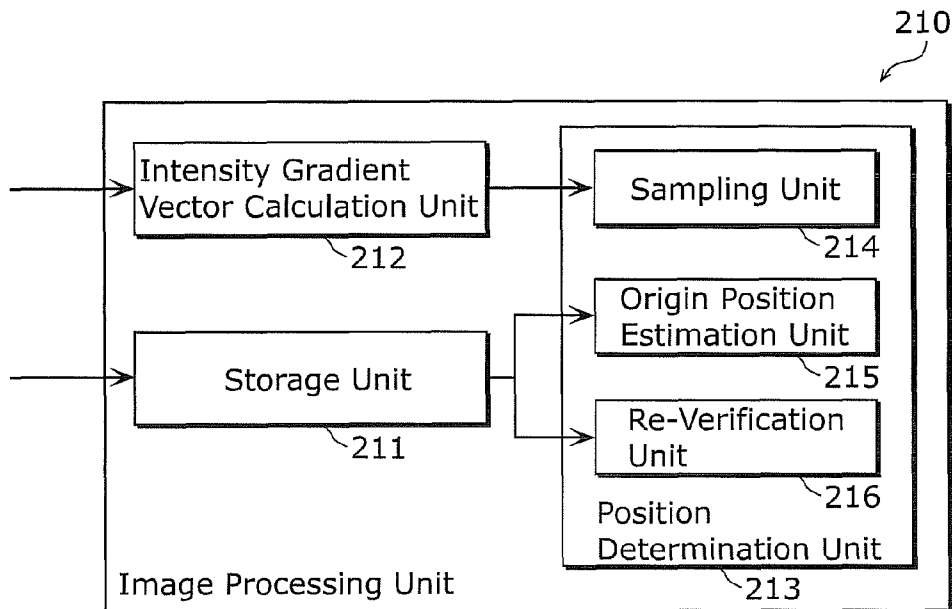 210
Intensity Gradient
Vector Calculation Unit
212
Sampling Unit
214
Origin Position
Estimation Unit
215
Storage Unit
211
Re-Verification
Unit
216
Position
Determination Unit
213
Image Processing Unit